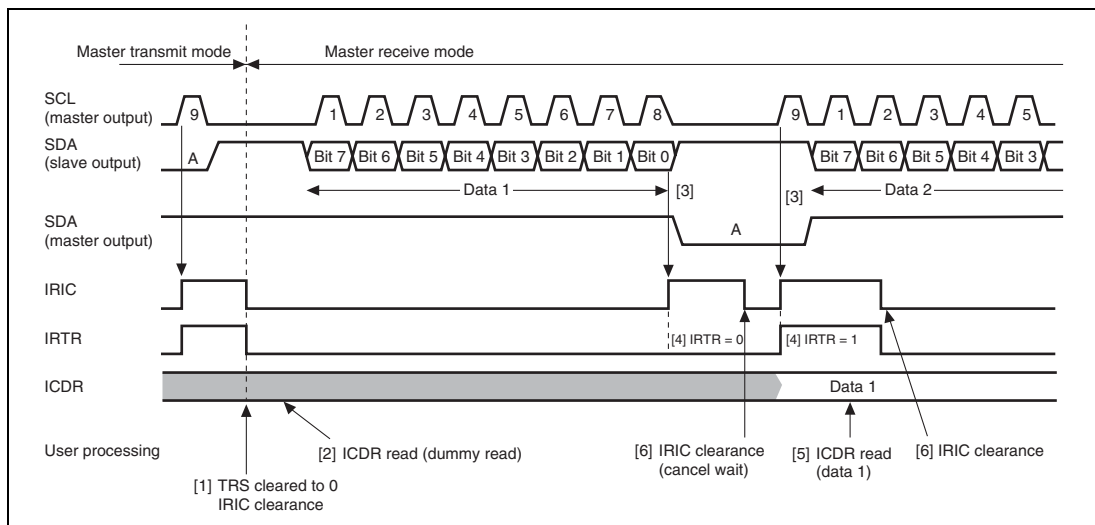 Master transmit mode Master receive mode
SCL
(master output)
9 1 2 3 4 5 6 7 8 9 1 2 3 4 5
SDA
(slave output)
A Bit 7 Bit 6 Bit 5 Bit 4 Bit 3 Bit 2 Bit 1 Bit 0 Bit 7 Bit 6 Bit 5 Bit 4 Bit 3
Data 1 [3] [3] Data 2
SDA
(master output)
A
IRIC
IRTR
[4] IRTR = 0 [4] IRTR = 1
ICDR
Data 1
User processing
[2] ICDR read (dummy read)
[6] IRIC clearance
(cancel wait)
[5] ICDR read
(data 1)
[6] IRIC clearance
[1] TRS cleared to 0
IRIC clearance